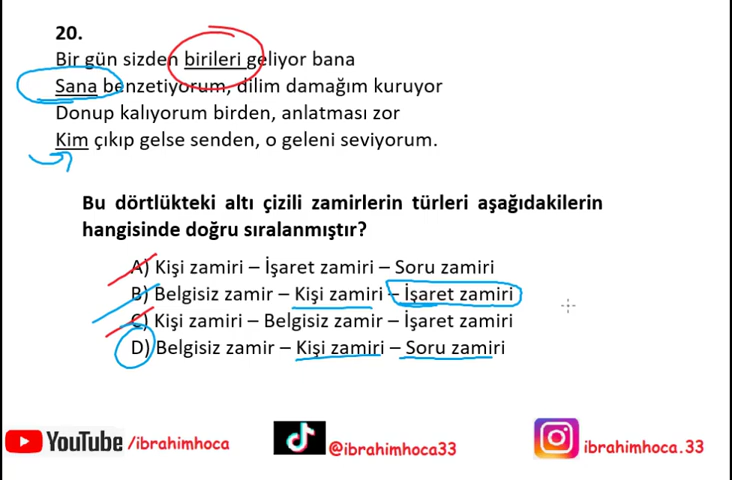 20.
Bir gün sizden birileri geliyor bana
Sana benzetiyorum, dilim damağım kuruyor
Donup kalıyorum birden, anlatması zor
Kim çıkıp gelse senden, o geleni seviyorum.
Bu dörtlükteki altı çizili zamirlerin türleri aşağıdakilerin
hangisinde doğru sıralanmıştır?
A) Kişi zamiri – İşaret zamiri – Soru zamiri
B) Belgisiz zamir – Kişi zamiri – İşaret zamiri
C) Kişi zamiri – Belgisiz zamir – İşaret zamiri
D) Belgisiz zamir – Kişi zamiri – Soru zamiri
YouTube /ibrahimhoca
@ibrahimhoca33
ibrahimhoca.33